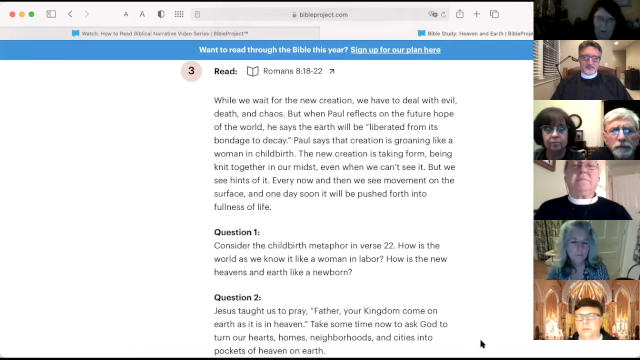 bibleproject.com
Watch: How to Read Biblical Narrative Video Series | BibleProject™
Bible Study: Heaven and Earth | BibleProj
Want to read through the Bible this year? Sign up for our plan here
3 Read: Romans 8:18-22
While we wait for the new creation, we have to deal with evil,
death, and chaos. But when Paul reflects on the future hope
of the world, he says the earth will be “liberated from its
bondage to decay.” Paul says that creation is groaning like a
woman in childbirth. The new creation is taking form, being
knit together in our midst, even when we can't see it. But we
see hints of it. Every now and then we see movement on the
surface, and one day soon it will be pushed forth into
fullness of life.
Question 1:
Consider the childbirth metaphor in verse 22. How is the
world as we know it like a woman in labor? How is the new
heavens and earth like a newborn?
Question 2:
Jesus taught us to pray, “Father, your Kingdom come on
earth as it is in heaven.” Take some time now to ask God to
turn our hearts, homes, neighborhoods, and cities into
pockets of heaven on earth.